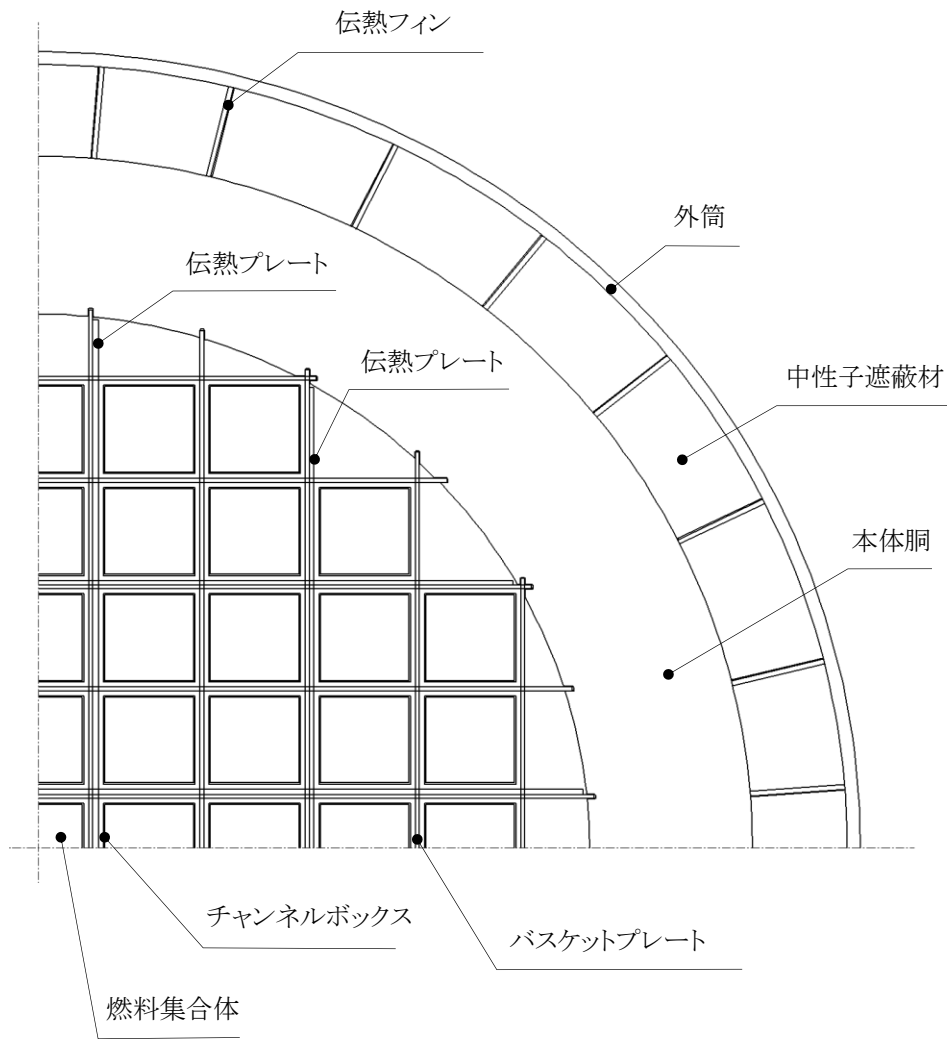 伝熱フィン
外筒
伝熱プレート
伝熱プレート
中性子遮蔽材
本体胴
チャンネルボックス
バスケットプレート
燃料集合体